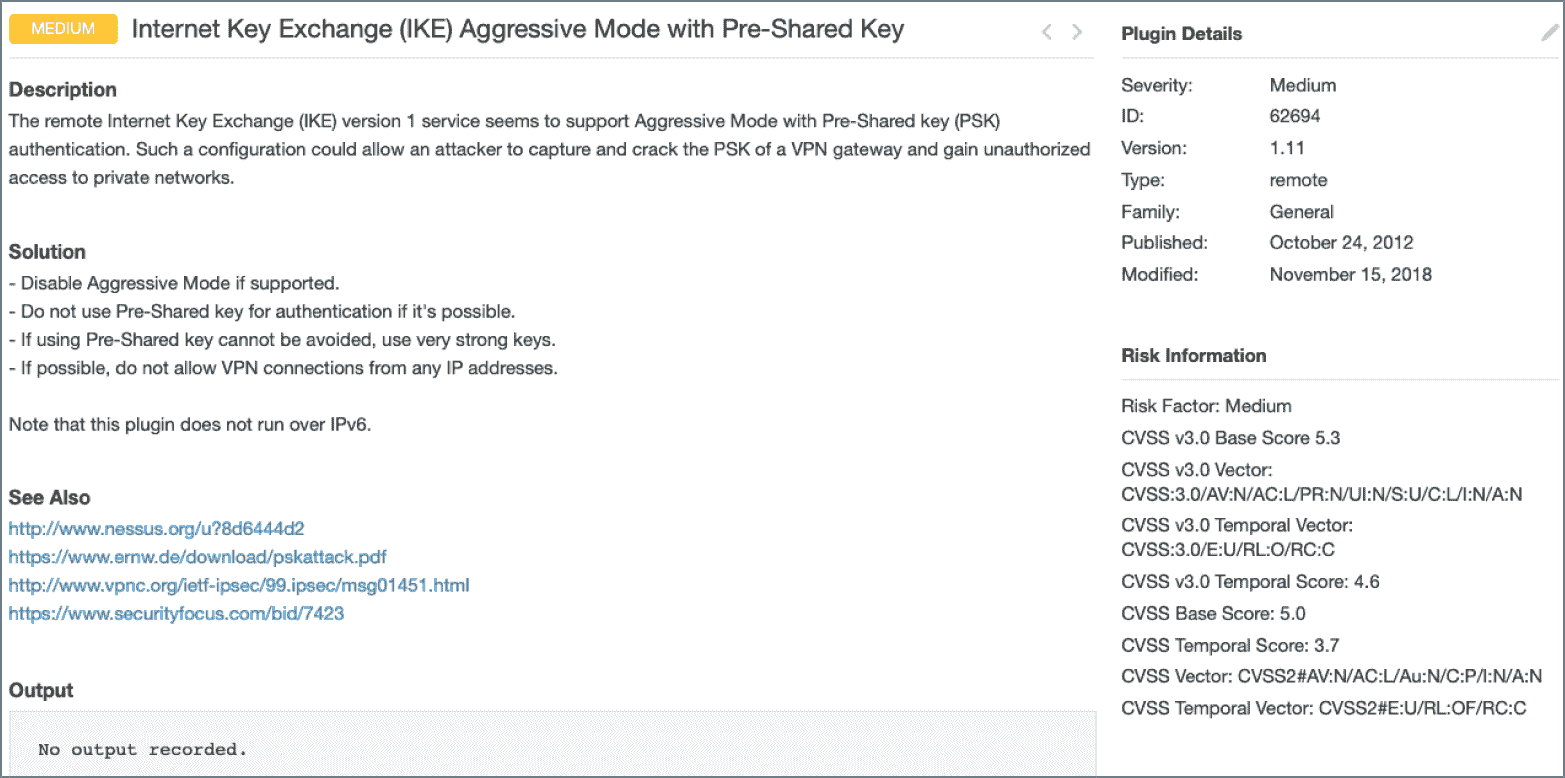 MEDIUM
Internet Key Exchange (IKE) Aggressive Mode with Pre-Shared Key
Description
The remote Internet Key Exchange (IKE) version 1 service seems to support Aggressive Mode with Pre-Shared key (PSK)
authentication. Such a configuration could allow an attacker to capture and crack the PSK of a VPN gateway and gain unauthorized
access to private networks.
Solution
- Disable Aggressive Mode if supported.
- Do not use Pre-Shared key for authentication if it's possible.
- If using Pre-Shared key cannot be avoided, use very strong keys.
- If possible, do not allow VPN connections from any IP addresses.
Note that this plugin does not run over IPv6.
See Also
http://www.nessus.org/u?8d6444d2
https://www.ernw.de/download/pskattack.pdf
http://www.vpnc.org/ietf-ipsec/99.ipsec/msg01451.html
https://www.securityfocus.com/bid/7423
Output
No output recorded.
Plugin Details
Severity: Medium
ID: 62694
Version: 1.11
Type: remote
Family: General
Published: October 24, 2012
Modified: November 15, 2018
Risk Information
Risk Factor: Medium
CVSS v3.0 Base Score 5.3
CVSS v3.0 Vector:
CVSS:3.0/AV:N/AC:L/PR:N/UI:N/S:U/C:L/I:N/A:N
CVSS v3.0 Temporal Vector:
CVSS:3.0/E:U/RL:O/RC:C
CVSS v3.0 Temporal Score: 4.6
CVSS Base Score: 5.0
CVSS Temporal Score: 3.7
CVSS Vector: CVSS2#AV:N/AC:L/Au:N/C:P/I:N/A:N
CVSS Temporal Vector: CVSS2#E:U/RL:OF/RC:C